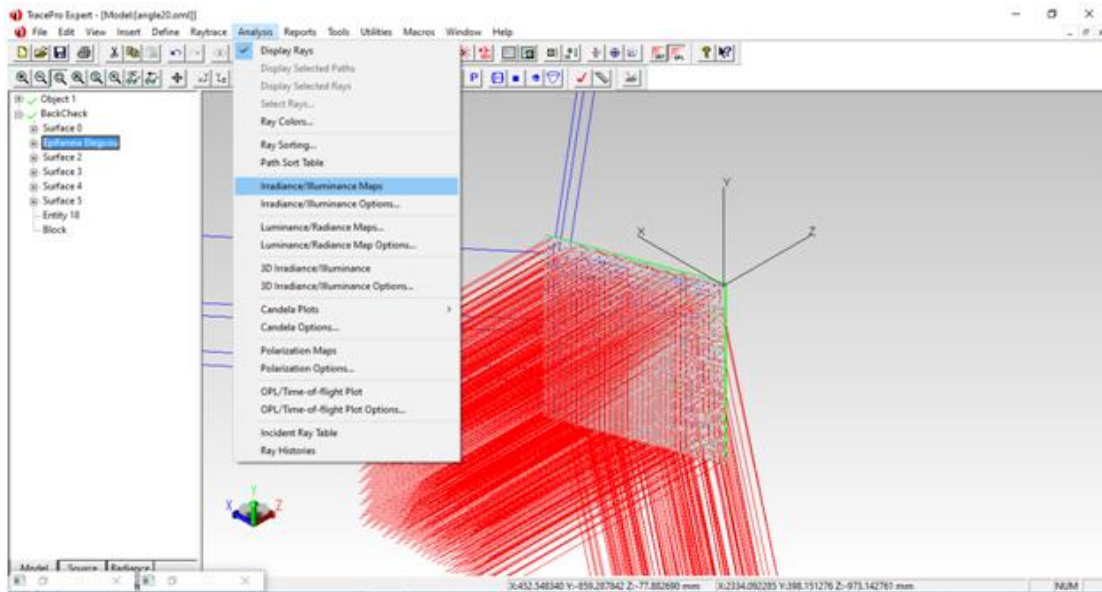 TracePro Expert - [Model:[angle20.oml]]
File Edit View Insert Define Raytrace Analysis Reports Tools Utilities Macros Window Help
Object 1
BackCheck
Surface 0
Epifaneia Elegxou
Surface 2
Surface 3
Surface 4
Surface 5
Entity 18
Block
Display Rays
Display Selected Paths
Display Selected Rays
Select Rays...
Ray Colors...
Ray Sorting...
Path Sort Table
Irradiance/Illuminance Maps
Irradiance/Illuminance Options...
Luminance/Radiance Maps...
Luminance/Radiance Map Options...
3D Irradiance/Illuminance
3D Irradiance/Illuminance Options...
Candela Plots
Candela Options...
Polarization Maps
Polarization Options...
OPL/Time-of-flight Plot
OPL/Time-of-flight Plot Options...
Incident Ray Table
Ray Histories
Y
X Z
Y
X Z
Model Source Radiance
X:452.548340 Y:-859.287842 Z:-77.882690 mm X:2334.092285 Y:398.151276 Z:-973.142761 mm NUM